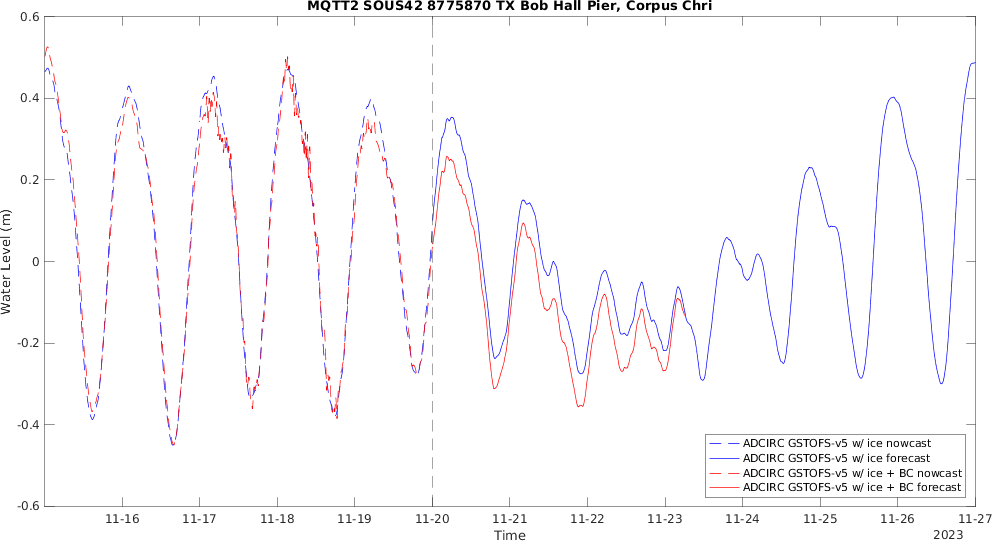 MQTT2 SOUS42 8775870 TX Bob Hall Pier, Corpus Chri
0.6
0.4
0.2
0
-0.2
-0.4
-0.6
Water Level (m)
ADCIRC GSTOFS-v5 w/ ice nowcast
ADCIRC GSTOFS-v5 w/ ice forecast
ADCIRC GSTOFS-v5 w/ ice + BC nowcast
ADCIRC GSTOFS-v5 w/ ice + BC forecast
11-16 11-17 11-18 11-19 11-20 11-21 11-22 11-23 11-24 11-25 11-26 11-27
Time
2023